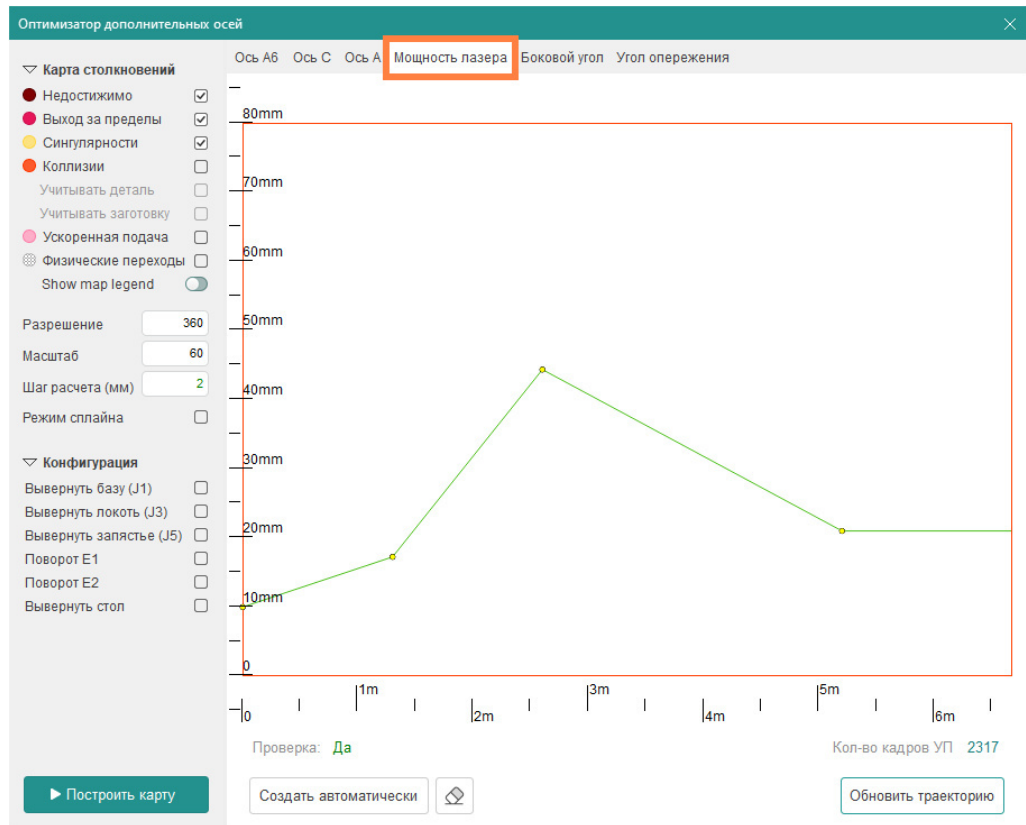 Оптимизатор дополнительных осей
Карта столкновений
Недостижимо
Выход за пределы
Сингулярности
Коллизии
Учитывать деталь
Учитывать заготовку
Ускоренная подача
Физические переходы
Show map legend
Разрешение 360
Масштаб 60
Шаг расчета (мм) 2
Режим сплайна
Конфигурация
Вывернуть базу (J1)
Вывернуть локоть (J3)
Вывернуть запястье (J5)
Поворот E1
Поворот E2
Вывернуть стол
Построить карту
Ось A6 Ось C Ось A Мощность лазера Боковой угол Угол опережения
80mm
70mm
60mm
50mm
40mm
30mm
20mm
10mm
0
1m 3m 5m
0 2m 4m 6m
Проверка: Да Кол-во кадров УП 2317
Создать автоматически Обновить траекторию